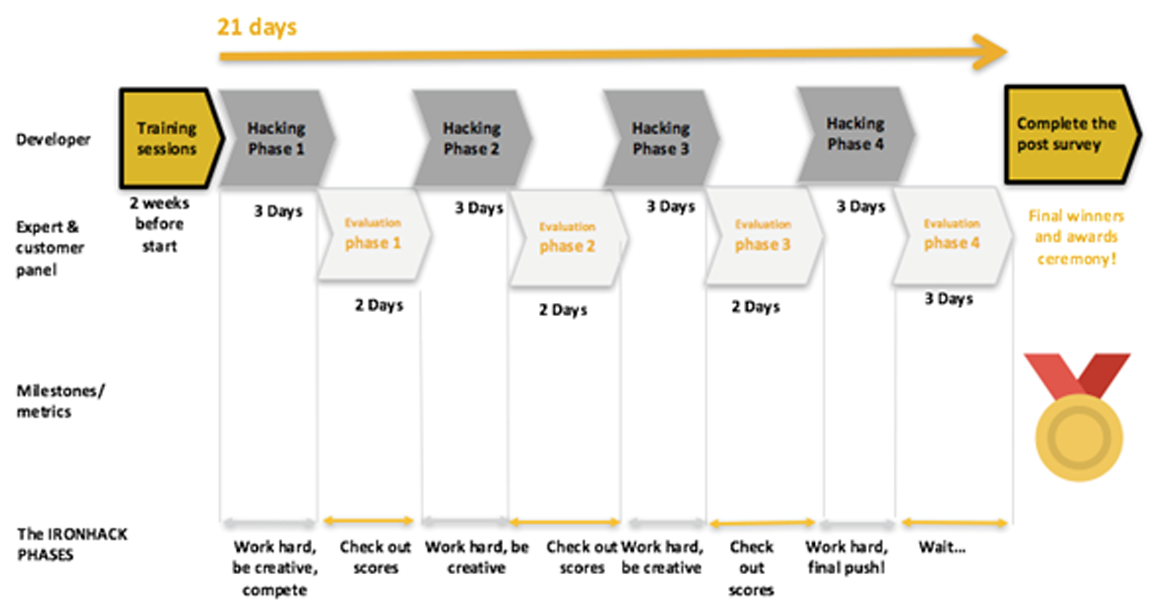 21 days
Developer
Training
sessions
Hacking
Phase 1
Hacking
Phase 2
Hacking
Phase 3
Hacking
Phase 4
Complete the
post survey
2 weeks
before
start
Expert &
customer
panel
3 Days
Evaluation
phase 1
3 Days
Evaluation
phase 2
3 Days
Evaluation
phase 3
3 Days
Evaluation
phase 4
Final winners
and awards
ceremony!
2 Days
2 Days
2 Days
3 Days
Milestones/
metrics
The IRONHACK
PHASES
Work hard,
be creative,
compete
Check out
scores
Work hard, be
creative
Check out
scores
Work hard,
be creative
Check
out
scores
Work hard,
final push!
Wait...